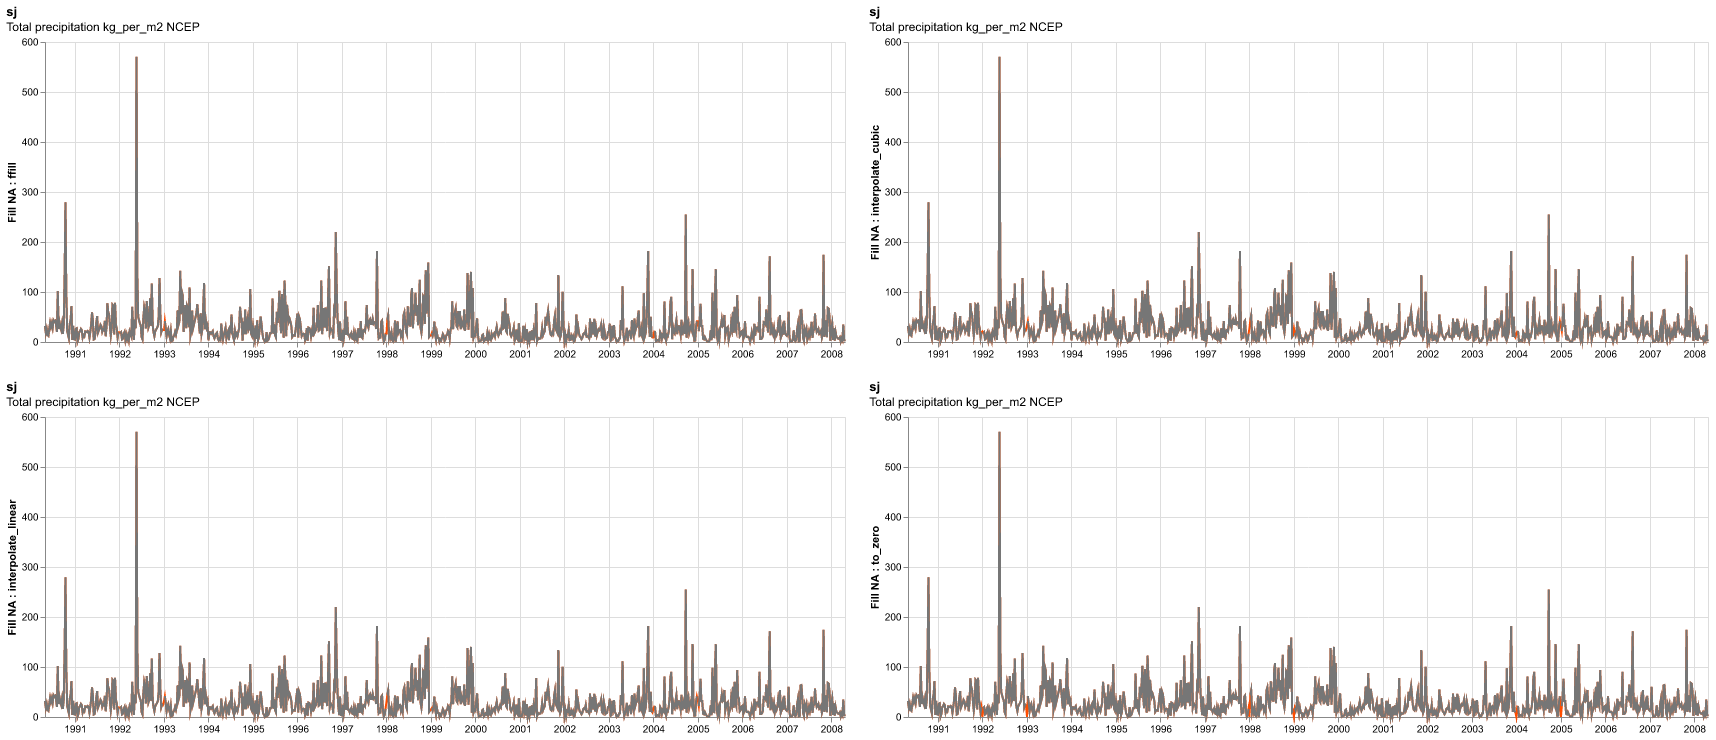 sj
Total precipitation kg_per_m2 NCEP
Fill NA : ffill
600
500
400
300
200
100
0
1991 1992 1993 1994 1995 1996 1997 1998 1999 2000 2001 2002 2003 2004 2005 2006 2007 2008
sj
Total precipitation kg_per_m2 NCEP
Fill NA : interpolate_cubic
600
500
400
300
200
100
0
1991 1992 1993 1994 1995 1996 1997 1998 1999 2000 2001 2002 2003 2004 2005 2006 2007 2008
sj
Total precipitation kg_per_m2 NCEP
Fill NA : interpolate_linear
600
500
400
300
200
100
0
1991 1992 1993 1994 1995 1996 1997 1998 1999 2000 2001 2002 2003 2004 2005 2006 2007 2008
sj
Total precipitation kg_per_m2 NCEP
Fill NA : to_zero
600
500
400
300
200
100
0
1991 1992 1993 1994 1995 1996 1997 1998 1999 2000 2001 2002 2003 2004 2005 2006 2007 2008